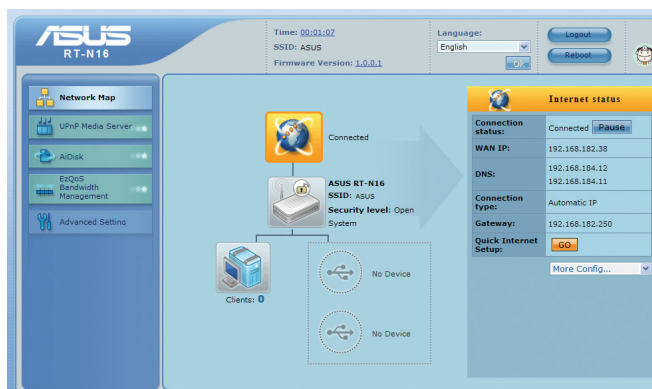 ASUS
RT-N16
Time: 00:01:07
SSID: ASUS
Firmware Version: 1.0.0.1
Language:
English
OK
Logout
Reboot
Network Map
UPnP Media Server
AiDisk
EzQoS
Bandwidth
Management
Advanced Setting
Connected
ASUS RT-N16
SSID: ASUS
Security level: Open
System
Clients: 0
No Device
No Device
Internet status
Connection
status:
Connected Pause
WAN IP: 192.168.182.38
DNS: 192.168.184.12
192.168.184.11
Connection
type:
Automatic IP
Gateway: 192.168.182.250
Quick Internet
Setup:
GO
More Config...